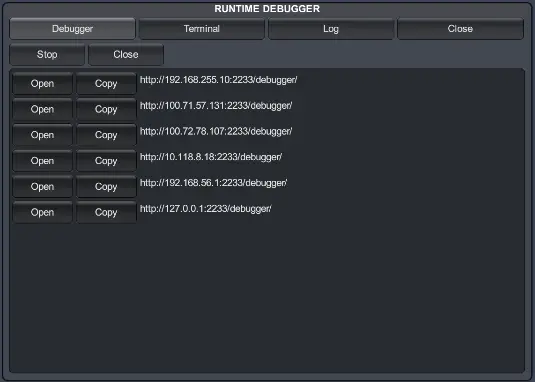 RUNTIME DEBUGGER
Debugger Terminal Log Close
Stop Close
Open Copy http://192.168.255.10:2233/debugger/
Open Copy http://100.71.57.131:2233/debugger/
Open Copy http://100.72.78.107:2233/debugger/
Open Copy http://10.118.8.18:2233/debugger/
Open Copy http://192.168.56.1:2233/debugger/
Open Copy http://127.0.0.1:2233/debugger/